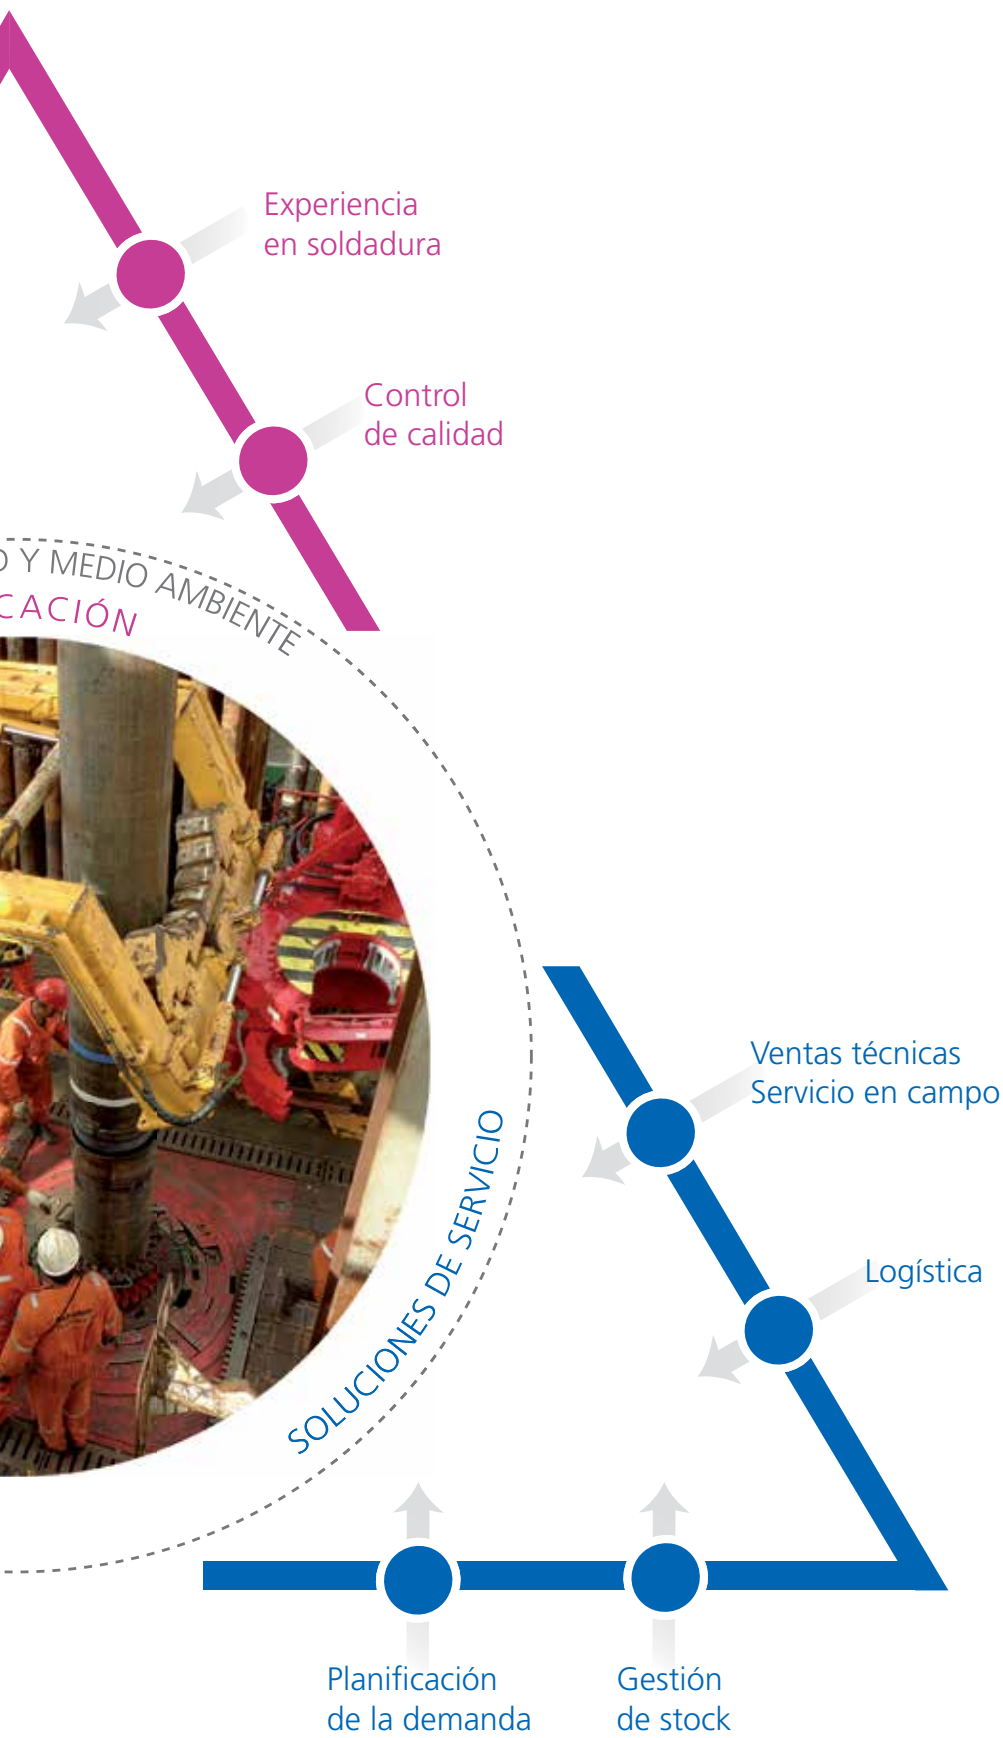 Experiencia
en soldadura
Control
de calidad
Y MEDIO AMBIENTE
Ventas técnicas
Servicio en campo
SOLUCIONES DE SERVICIO
Logística
Planificación
de la demanda
Gestión
de stock